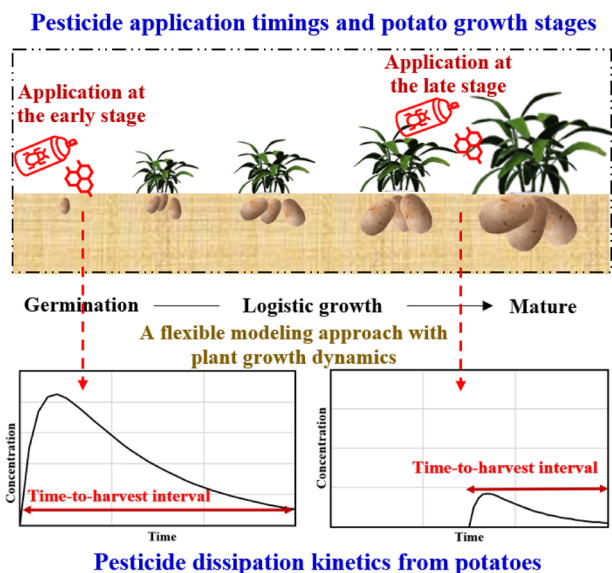 Pesticide application timings and potato growth stages
Application at
the early stage
Application at
the late stage
Germination
Logistic growth
Mature
A flexible modeling approach with
plant growth dynamics
Concentration
Time-to-harvest interval
Time
Concentration
Time-to-harvest interval
Time
Pesticide dissipation kinetics from potatoes